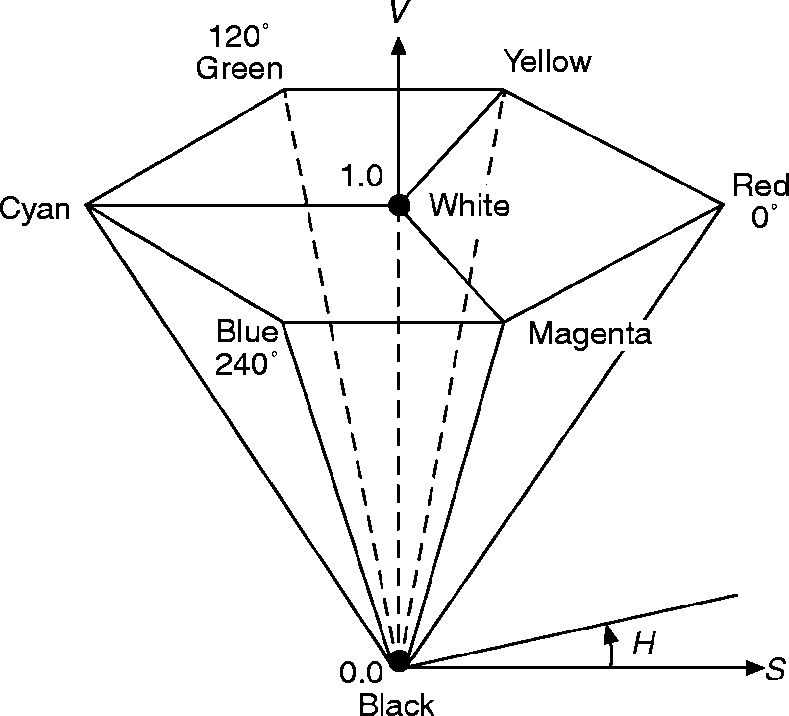 V
120°
Green
Yellow
1.0
Cyan
White
Red
0°
Blue
240°
Magenta
H
0.0
S
Black